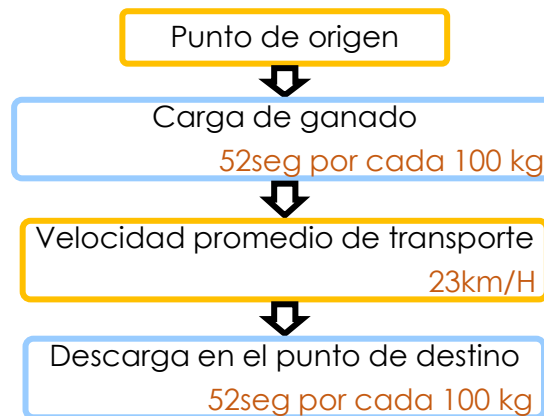 Punto de origen
Carga de ganado
52seg por cada 100 kg
Velocidad promedio de transporte
23km/H
Descarga en el punto de destino
52seg por cada 100 kg